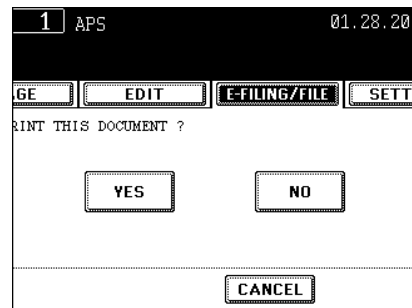 1 APS 01.28.20
GE EDIT E-FILING/FILE SETT
RINT THIS DOCUMENT ?
YES NO
CANCEL